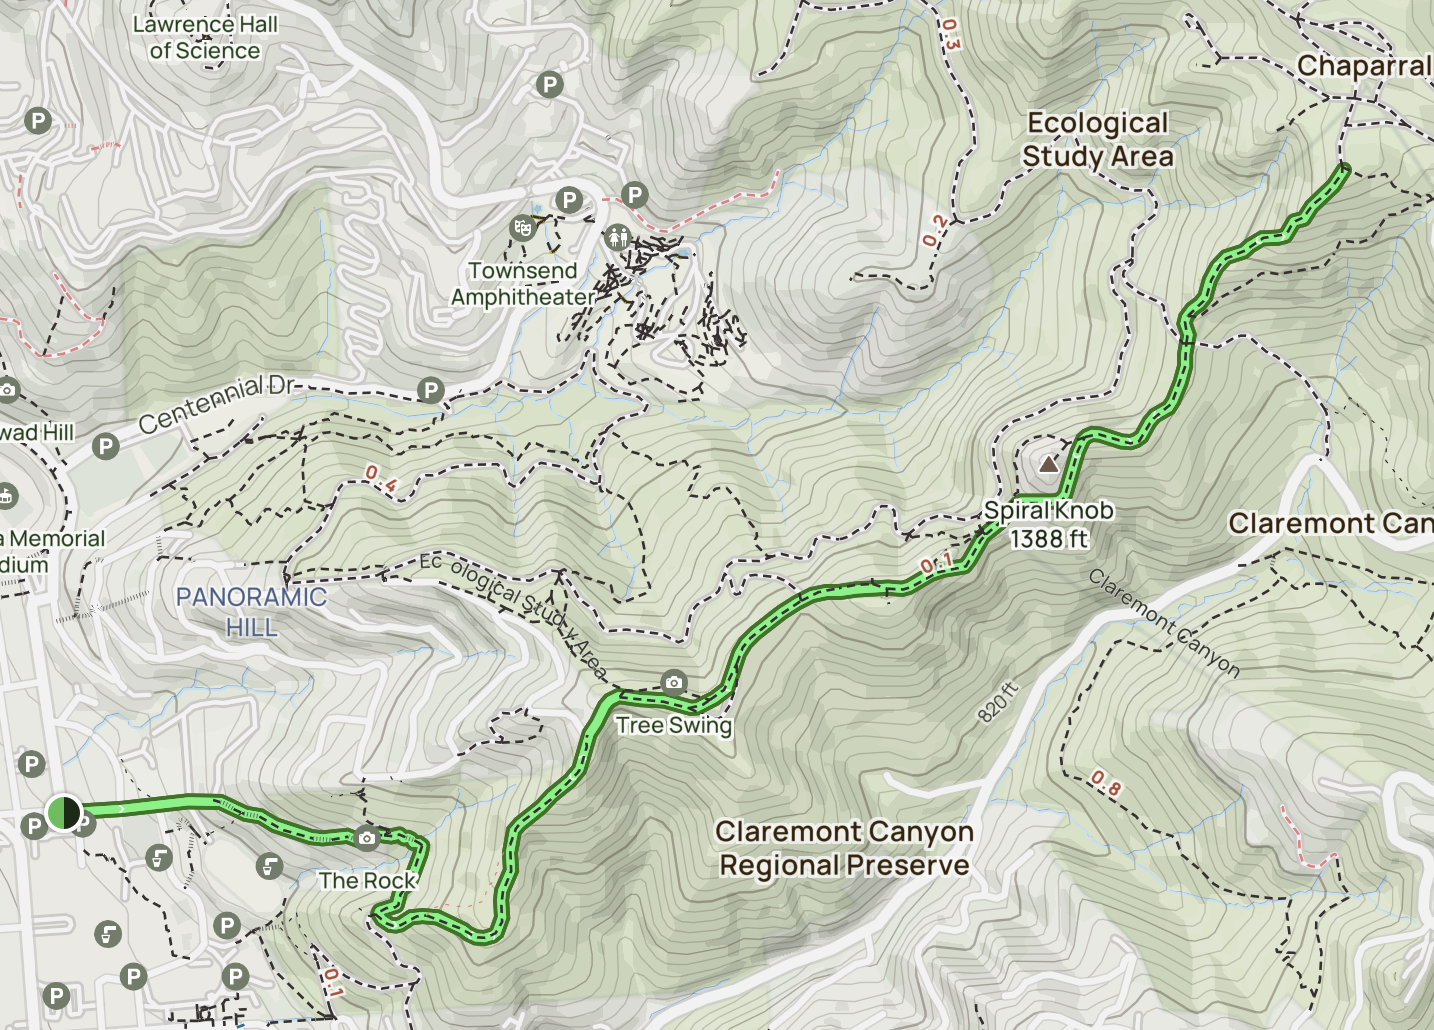 Lawrence Hall
of Science
P
0.3
Chaparral
P
Ecological
Study Area
P
P
0.2
Townsend
Amphitheater
Centennial Dr
P
wad Hill
P
0.4
Spiral Knob
1388 ft
Claremont Can
a Memorial
dium
Ecological Study Area
0.1
PANORAMIC
HILL
Claremont Canyon
820 ft
Tree Swing
P
0.8
P
P
Claremont Canyon
Regional Preserve
The Rock
P
P
P
0.1
P